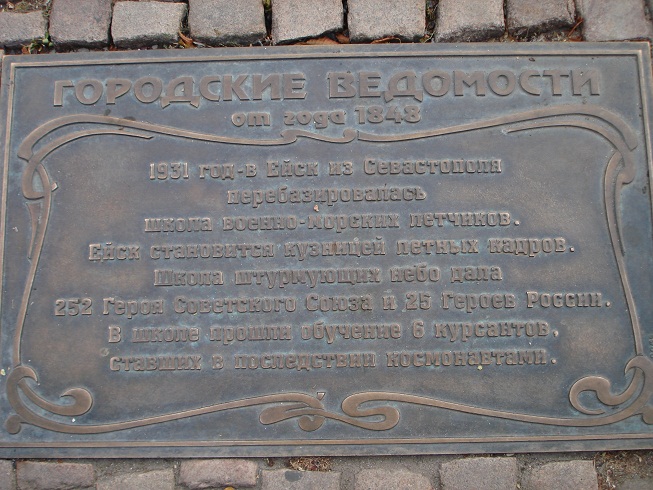 ГОРОДСКИЕ ВЕДОМОСТИ
от года 1848
1931 год-в Ейск из Севастополя
перебазировалась
школа военно-морских летчиков.
Ейск становится кузницей летных кадров.
Школа штурмующих небо дала
252 Героя Советского Союза и 25 Героев России.
В школе прошли обучение 6 курсантов,
ставших в последствии космонавтами.